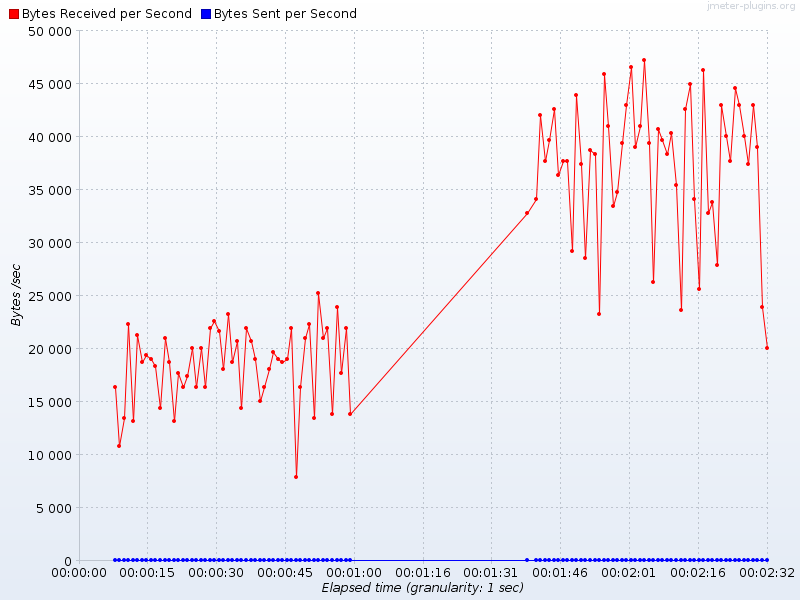 jmeter-plugins.org
Bytes Received per Second Bytes Sent per Second
50 000
45 000
40 000
35 000
30 000
25 000
20 000
15 000
10 000
5 000
0
Bytes /sec
00:00:00 00:00:15 00:00:30 00:00:45 00:01:00 00:01:16 00:01:31 00:01:46 00:02:01 00:02:16 00:02:32
Elapsed time (granularity: 1 sec)